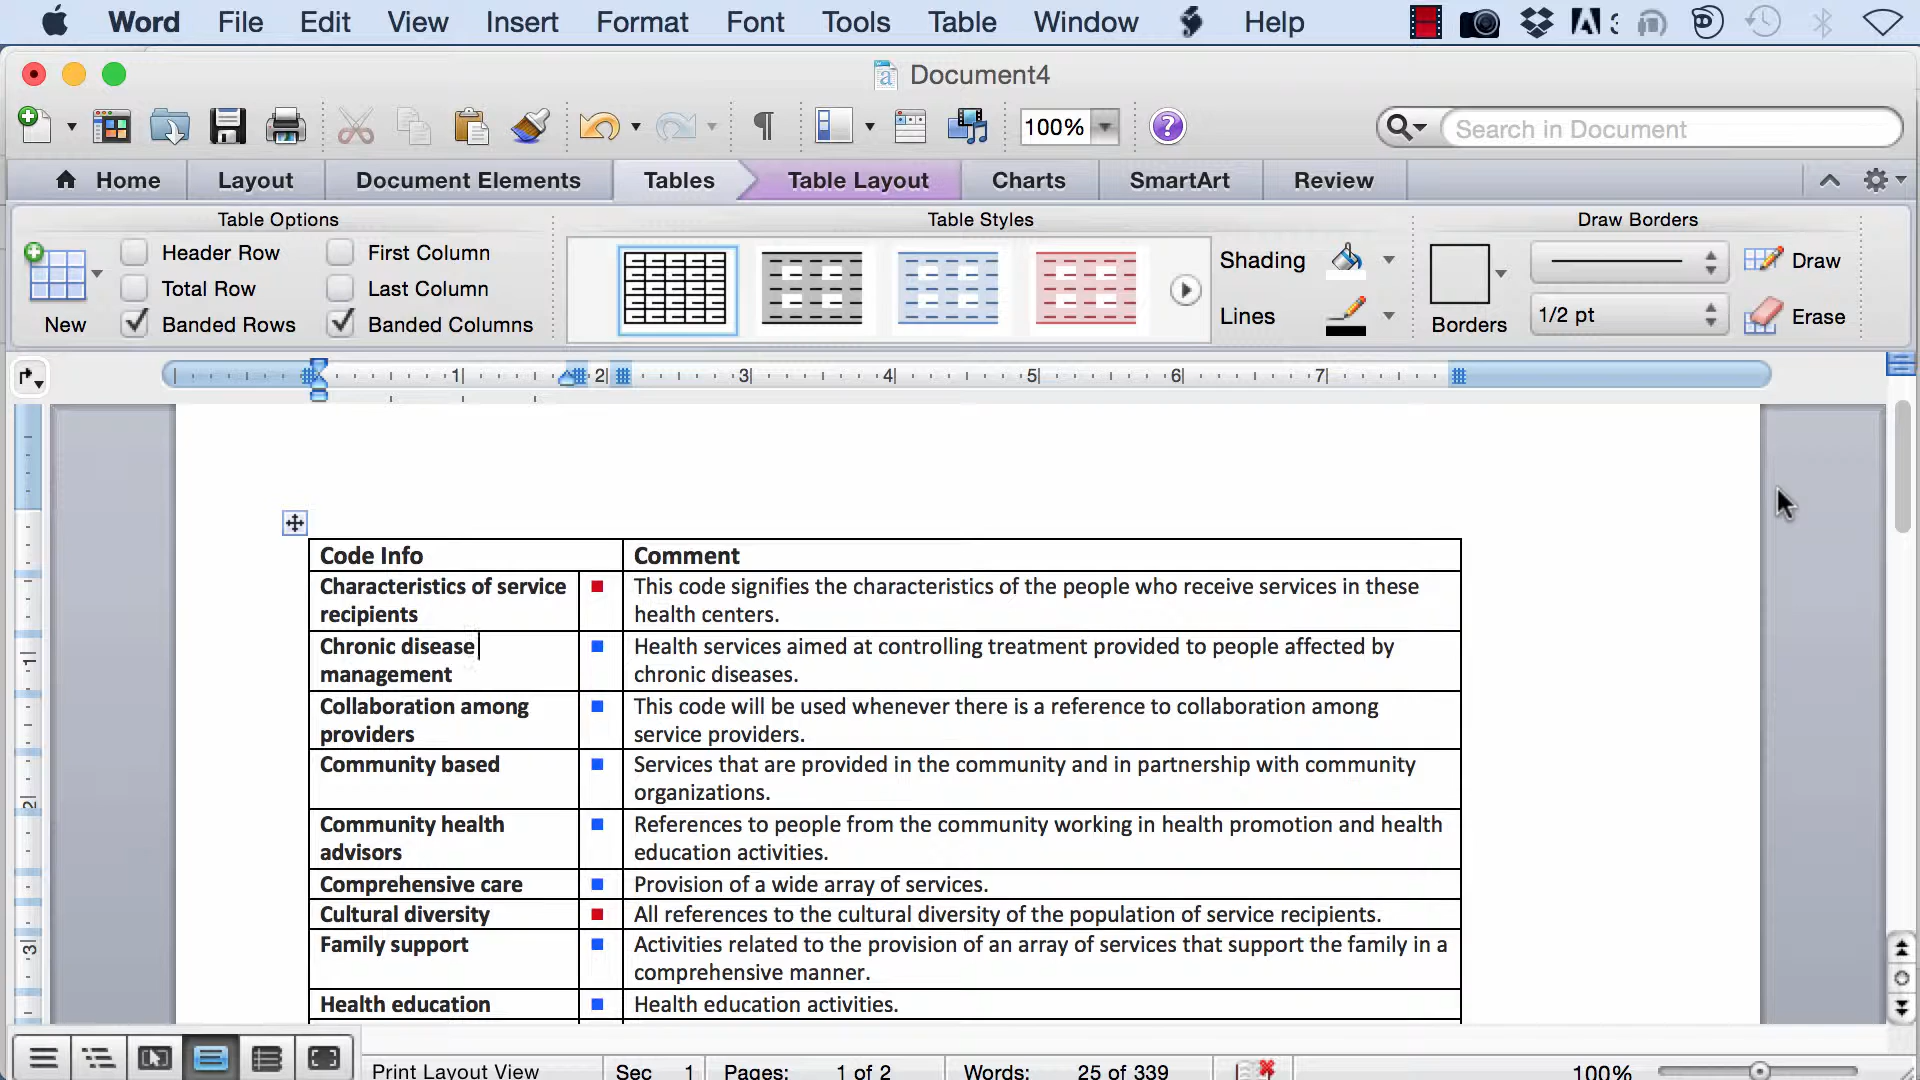 Word File Edit View Insert Format Font Tools Table Window Help
Document4
100% Search in Document
Home Layout Document Elements Tables Table Layout Charts SmartArt Review
Table Options Table Styles Draw Borders
Header Row First Column Shading Draw
Total Row Last Column
New Banded Rows Banded Columns Lines Borders 1/2 pt Erase
1 2 3 4 5 6 7
Code Info Comment
Characteristics of service This code signifies the characteristics of the people who receive services in these
recipients health centers.
Chronic disease Health services aimed at controlling treatment provided to people affected by
management chronic diseases.
Collaboration among This code will be used whenever there is a reference to collaboration among
providers service providers.
Community based Services that are provided in the community and in partnership with community
organizations.
Community health References to people from the community working in health promotion and health
advisors education activities.
Comprehensive care Provision of a wide array of services.
Cultural diversity All references to the cultural diversity of the population of service recipients.
Family support Activities related to the provision of an array of services that support the family in a
comprehensive manner.
Health education Health education activities.
Print Layout View Sec 1 Pages: 1 of 2 Words: 25 of 339 100%